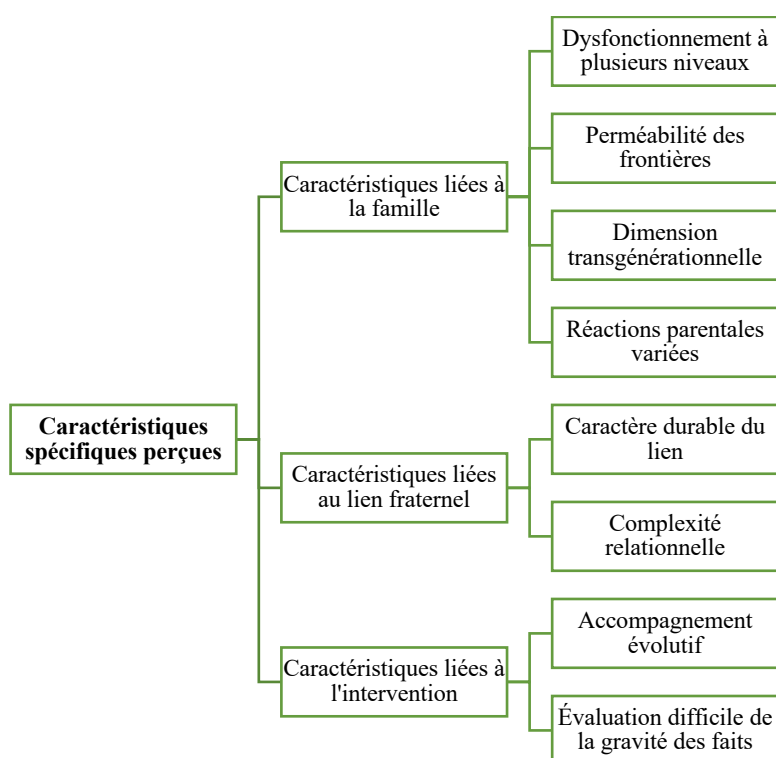 Caractéristiques
spécifiques perçues
Caractéristiques liées à
la famille
Dysfonctionnement à
plusieurs niveaux
Perméabilité des
frontières
Dimension
transgénérationnelle
Réactions parentales
variées
Caractéristiques liées
au lien fraternel
Caractère durable du
lien
Complexité
relationnelle
Caractéristiques liées à
l'intervention
Accompagnement
évolutif
Évaluation difficile de
la gravité des faits